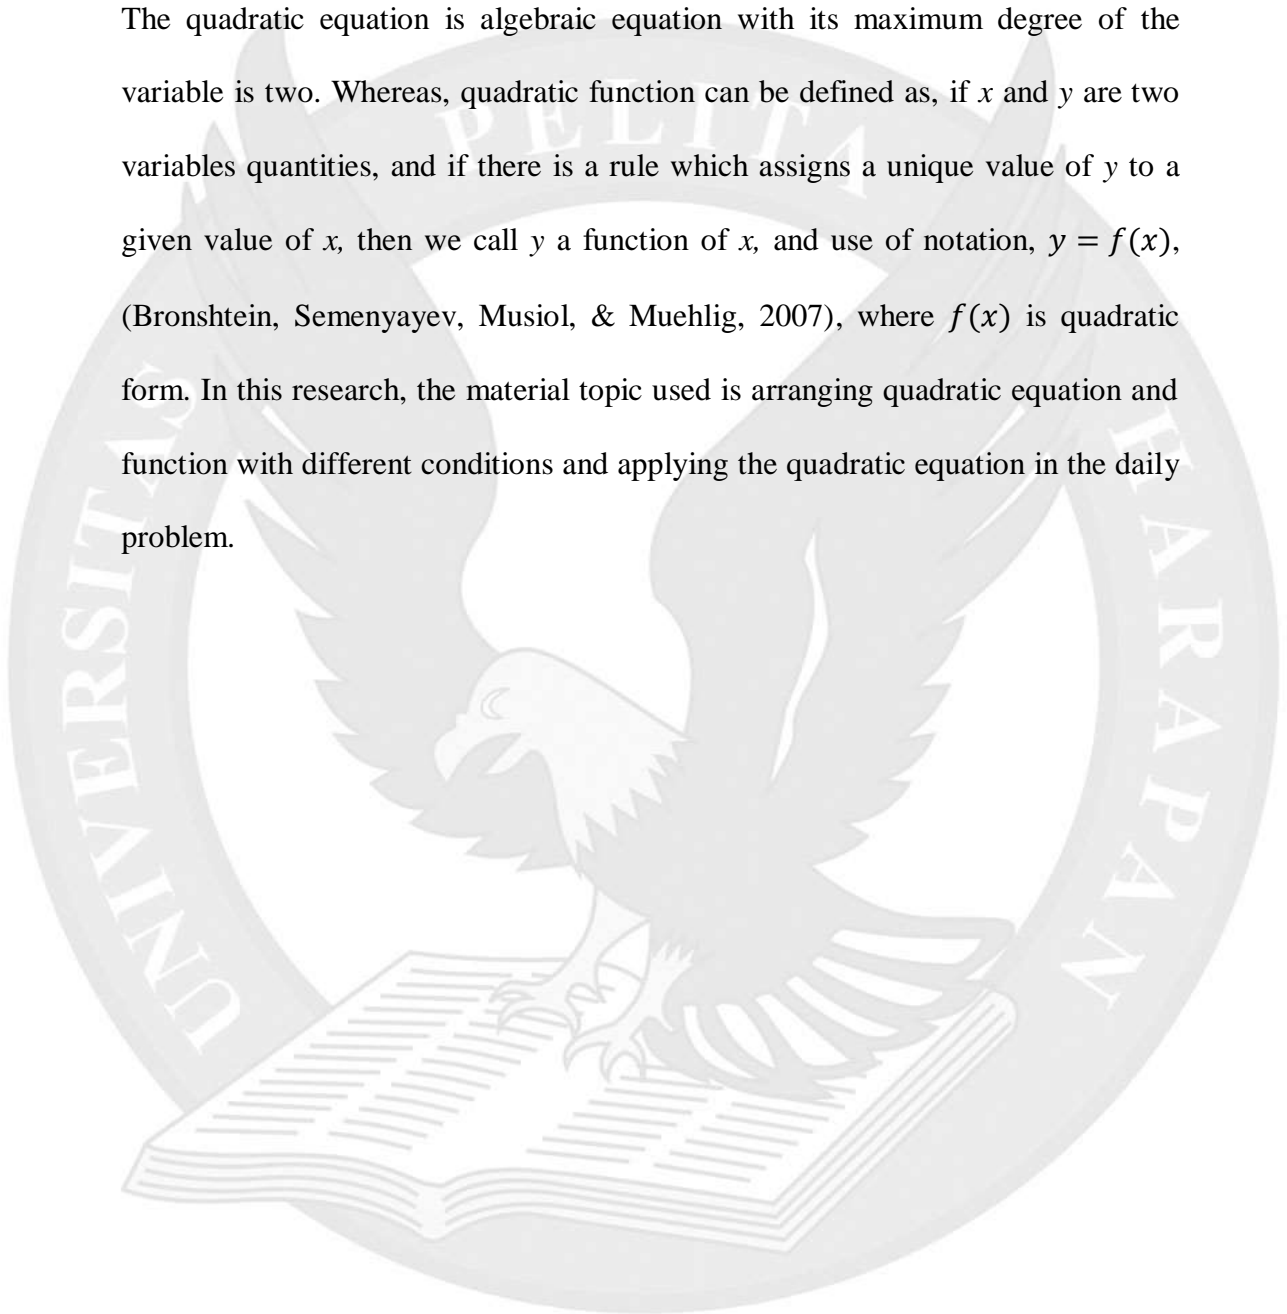 The quadratic equation is algebraic equation with its maximum degree of the
variable is two. Whereas, quadratic function can be defined as, if x and y are two
variables quantities, and if there is a rule which assigns a unique value of y to a
given value of x, then we call y a function of x, and use of notation, y = f(x),
(Bronshtein, Semenyayev, Musiol, & Muehlig, 2007), where f(x) is quadratic
form. In this research, the material topic used is arranging quadratic equation and
function with different conditions and applying the quadratic equation in the daily
problem.
UNIVERSITAS PELITA HARAPAN